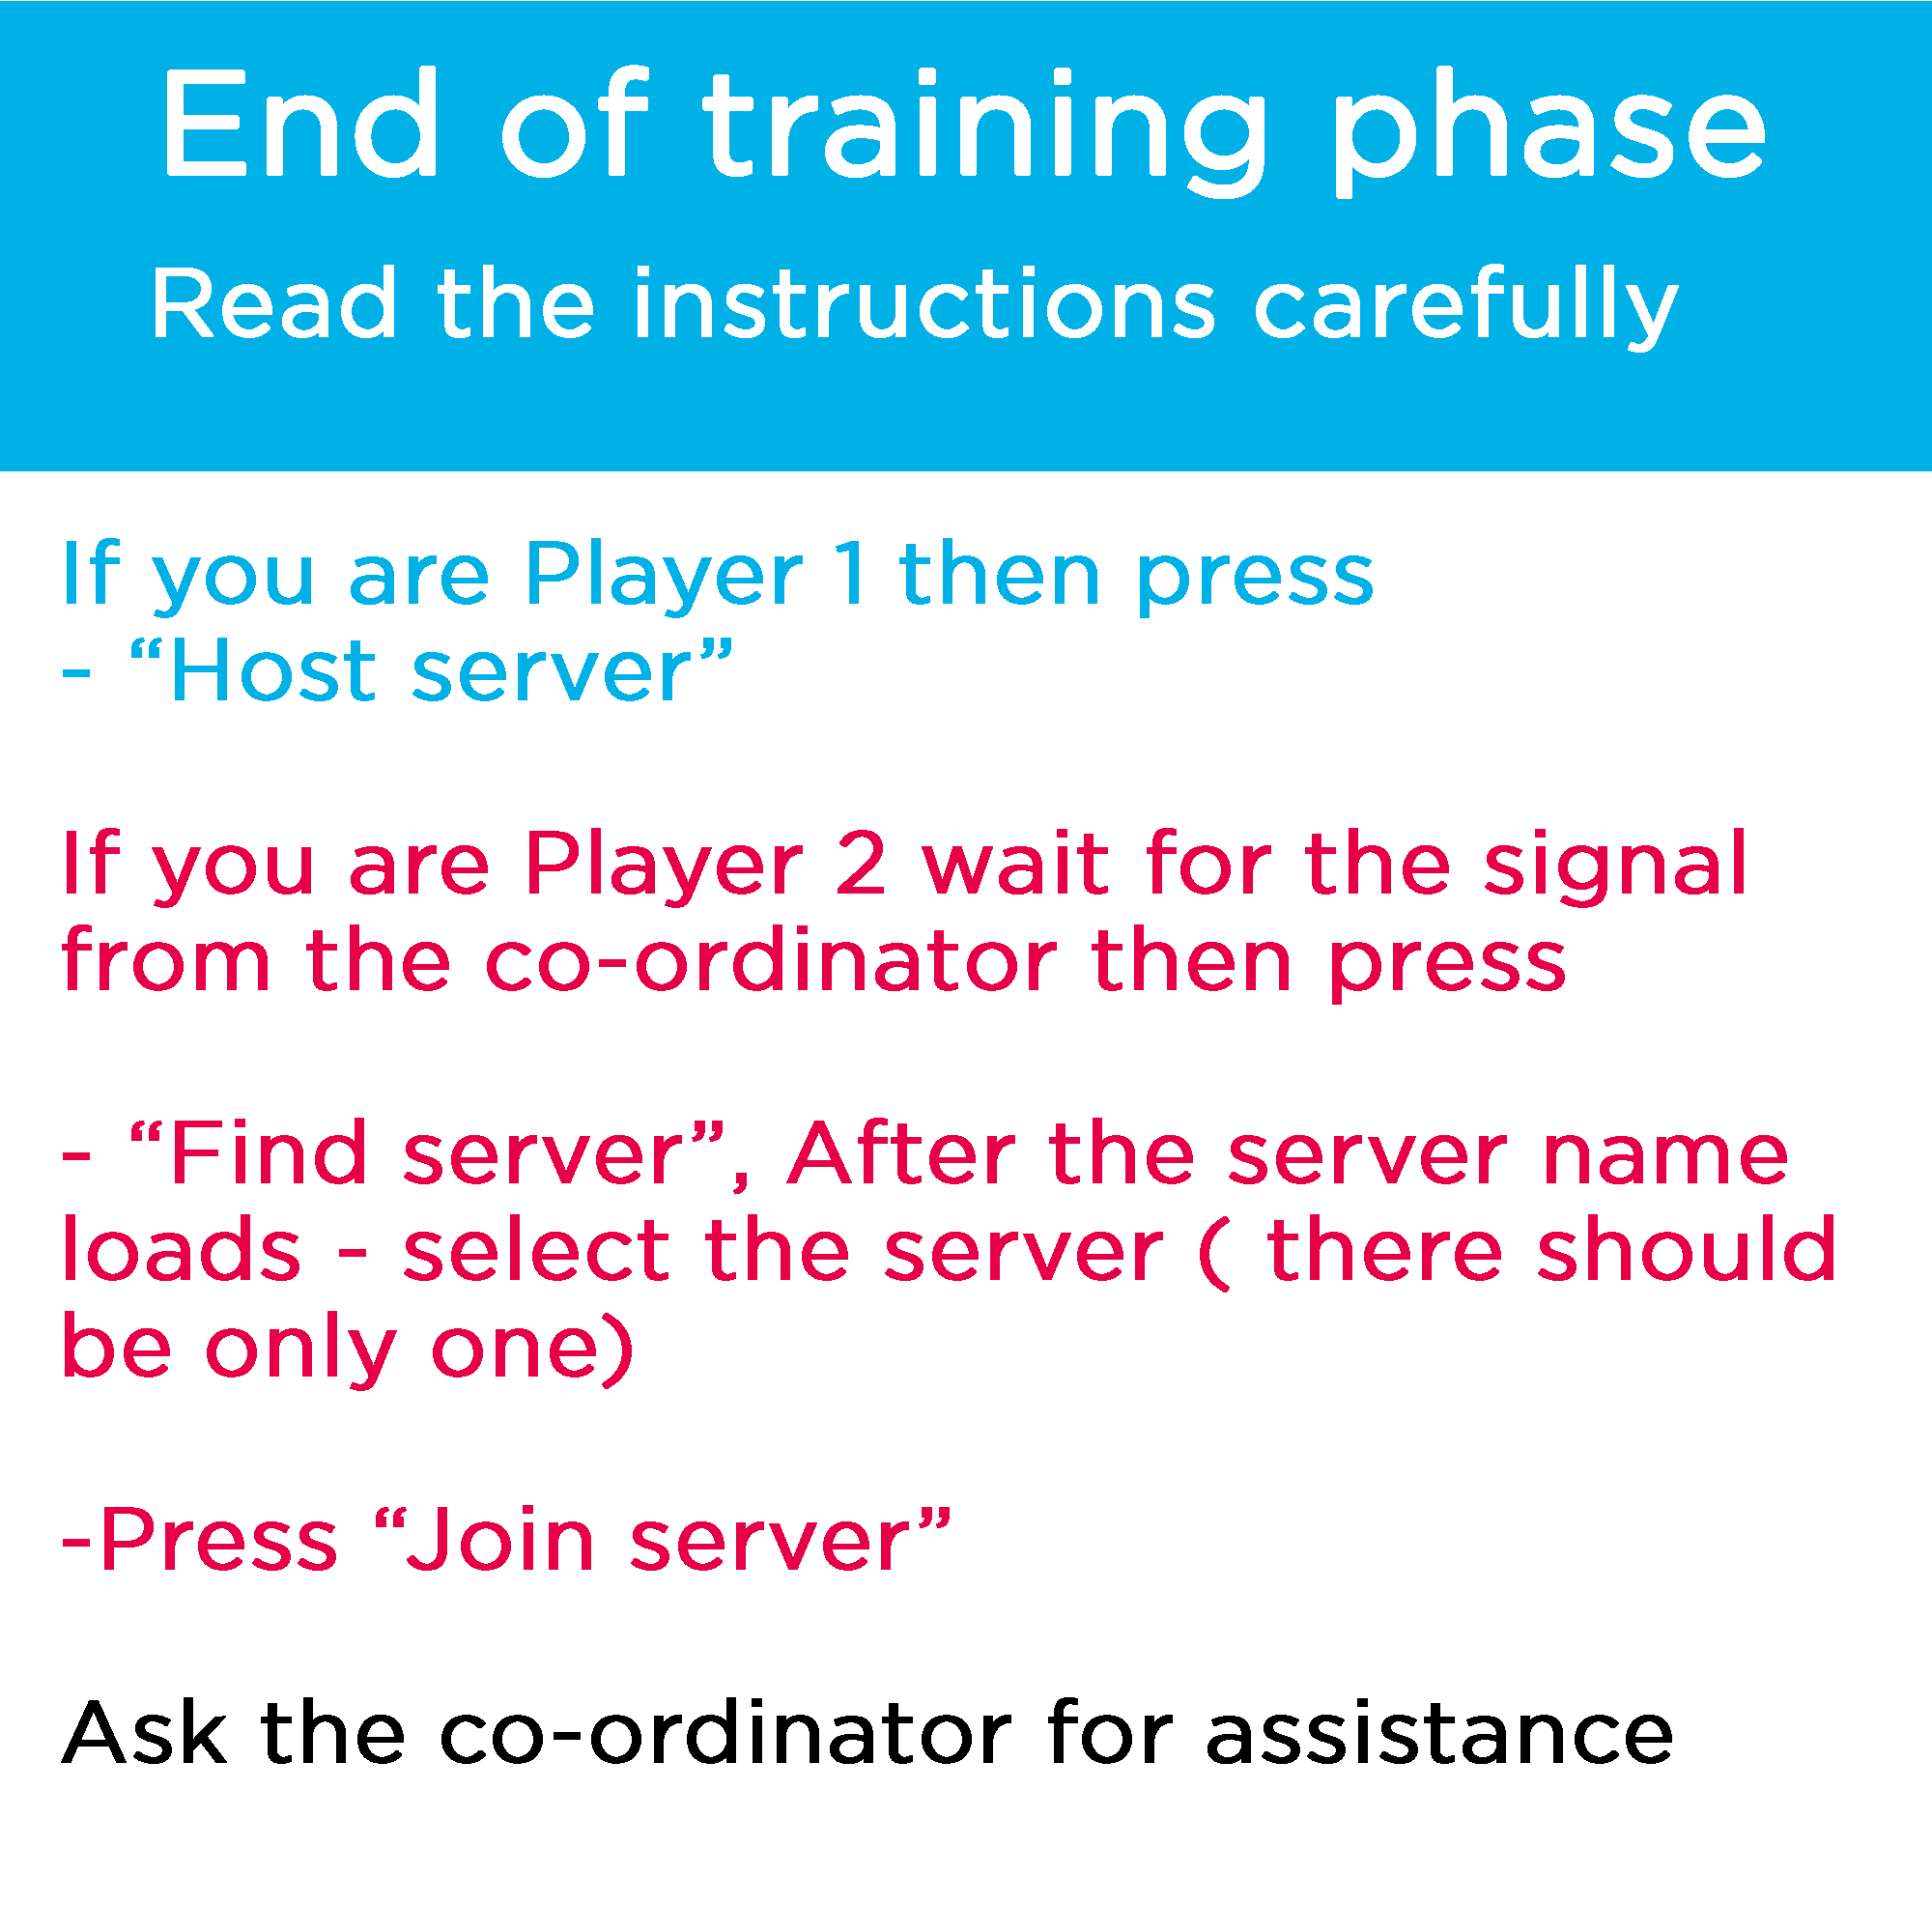 End of training phase
Read the instructions carefully
If you are Player 1 then press
- “Host server”
If you are Player 2 wait for the signal
from the co-ordinator then press
- “Find server”, After the server name
loads - select the server ( there should
be only one)
-Press “Join server”
Ask the co-ordinator for assistance